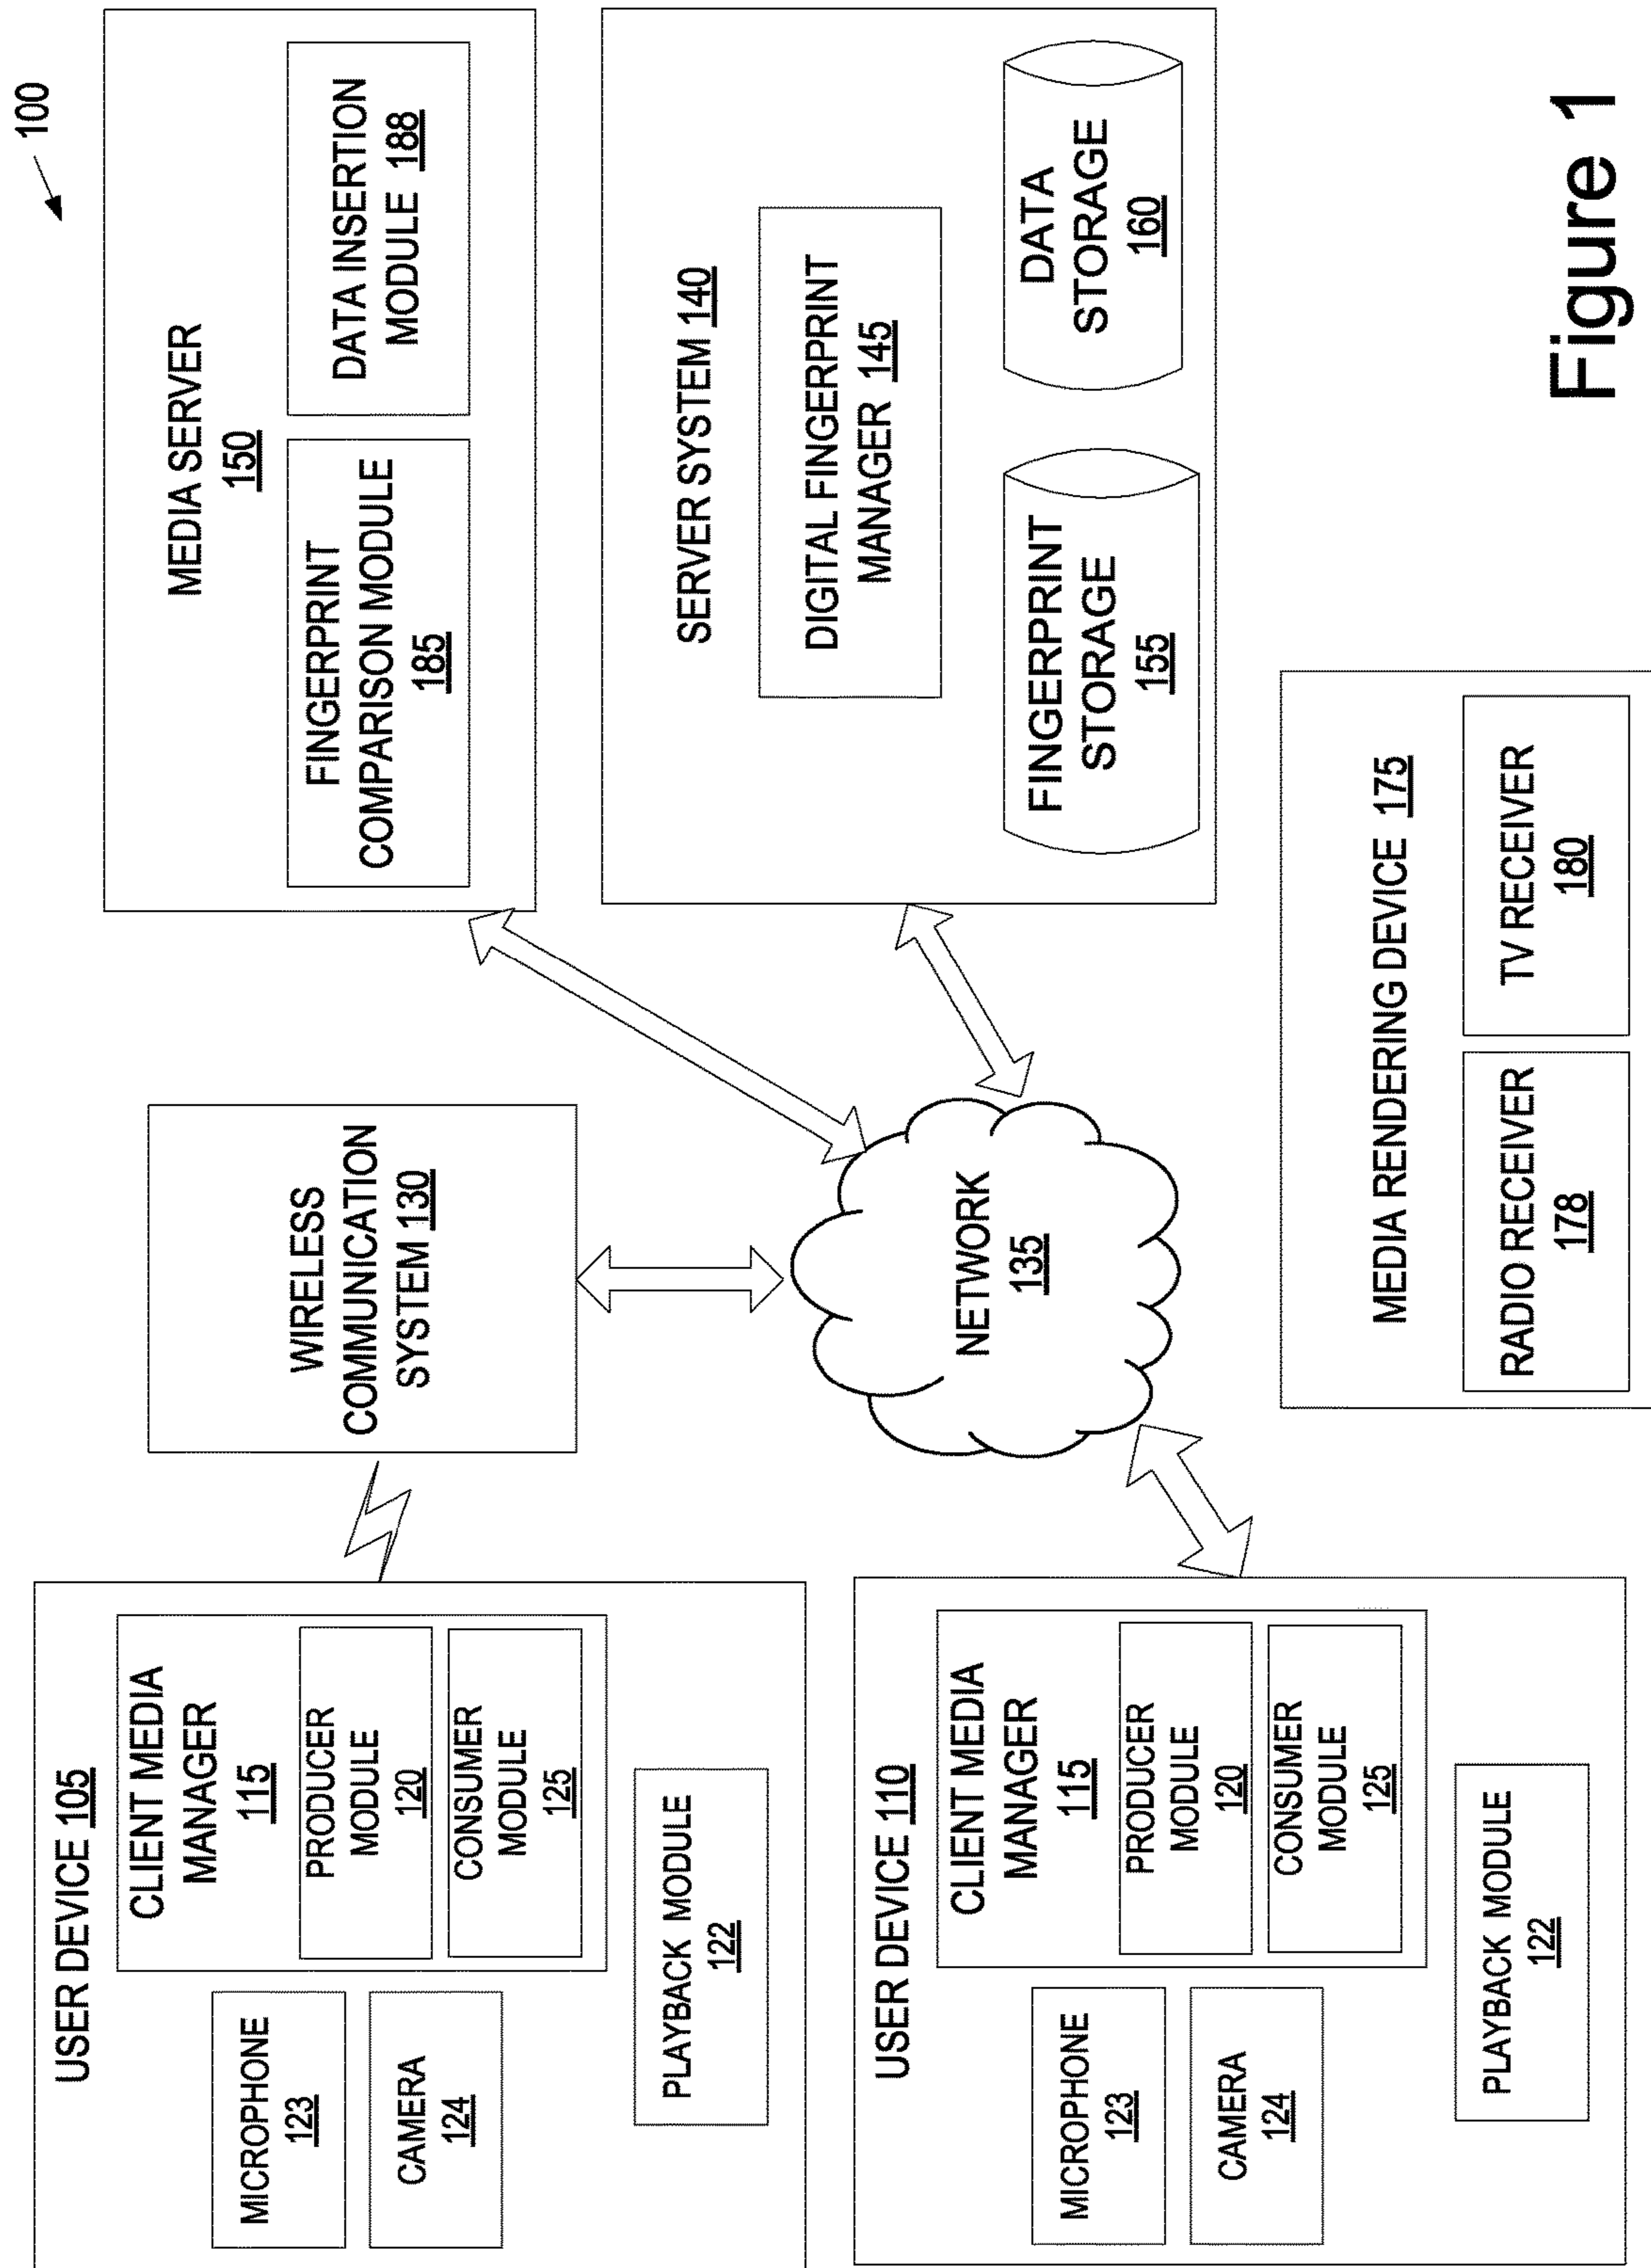 100
USER DEVICE 105
CLIENT MEDIA
MANAGER
115
MICROPHONE
123
PRODUCER
MODULE
120
CAMERA
124
CONSUMER
MODULE
125
PLAYBACK MODULE
122
WIRELESS
COMMUNICATION
SYSTEM 130
MEDIA SERVER
150
FINGERPRINT
COMPARISON MODULE
185
DATA INSERTION
MODULE 188
USER DEVICE 110
CLIENT MEDIA
MANAGER
115
MICROPHONE
123
PRODUCER
MODULE
120
CAMERA
124
CONSUMER
MODULE
125
PLAYBACK MODULE
122
NETWORK
135
SERVER SYSTEM 140
DIGITAL FINGERPRINT
MANAGER 145
FINGERPRINT
STORAGE
155
DATA
STORAGE
160
MEDIA RENDERING DEVICE 175
RADIO RECEIVER
178
TV RECEIVER
180
Figure 1